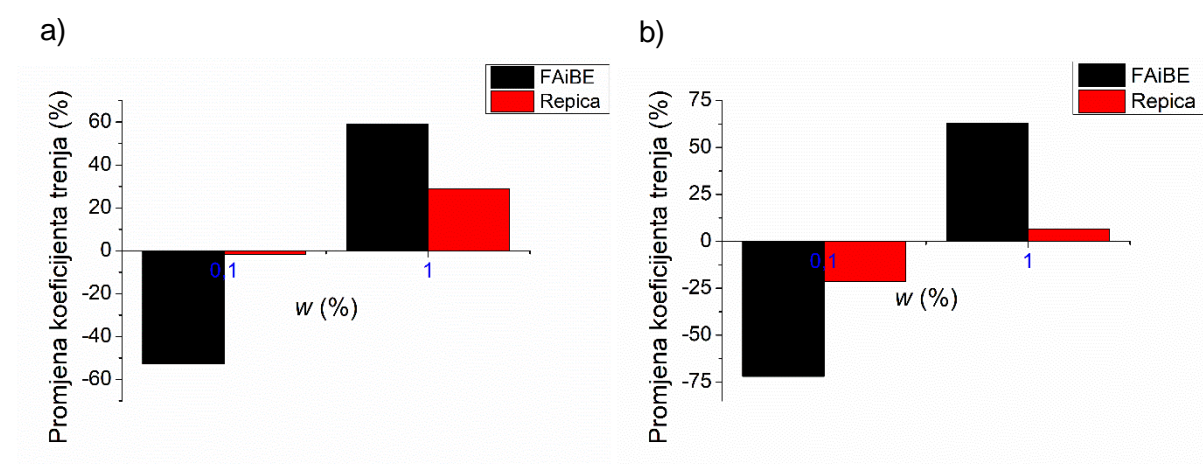 a)
FAiBE
Repica
Promjena koeficijenta trenja (%)
60
40
20
0
-20
-40
-60
0,1
1
w (%)
b)
FAiBE
Repica
Promjena koeficijenta trenja (%)
75
50
25
0
-25
-50
-75
0,1
1
w (%)